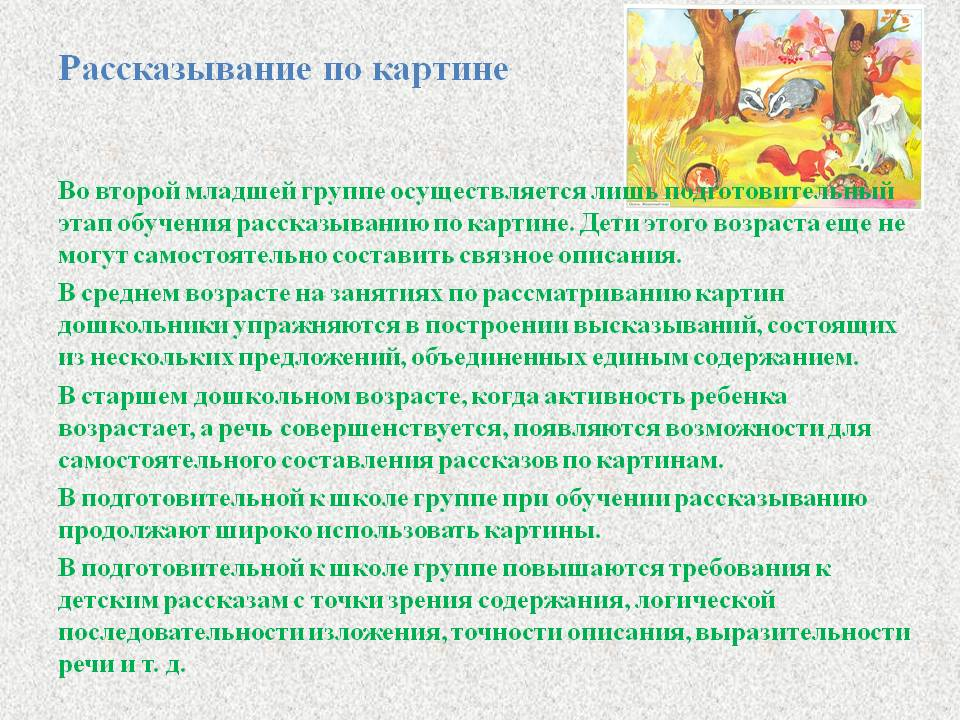 Рассказывание по картине
Во второй младшей группе осуществляется лишь подготовительный
этап обучения рассказыванию по картине. Дети этого возраста еще не
могут самостоятельно составить связное описания.
В среднем возрасте на занятиях по рассматриванию картин
дошкольники упражняются в построении высказываний, состоящих
из нескольких предложений, объединенных единым содержанием.
В старшем дошкольном возрасте, когда активность ребенка
возрастает, а речь совершенствуется, появляются возможности для
самостоятельного составления рассказов по картинам.
В подготовительной к школе группе при обучении рассказыванию
продолжают широко использовать картины.
В подготовительной к школе группе повышаются требования к
детским рассказам с точки зрения содержания, логической
последовательности изложения, точности описания, выразительности
речи и т. д.